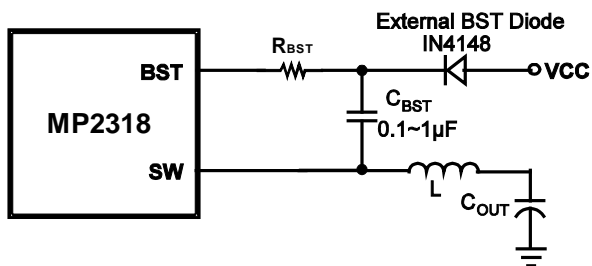 External BST Diode
IN4148
RBST
BST
VCC
CBST
0.1~1µF
MP2318
SW
L
COUT